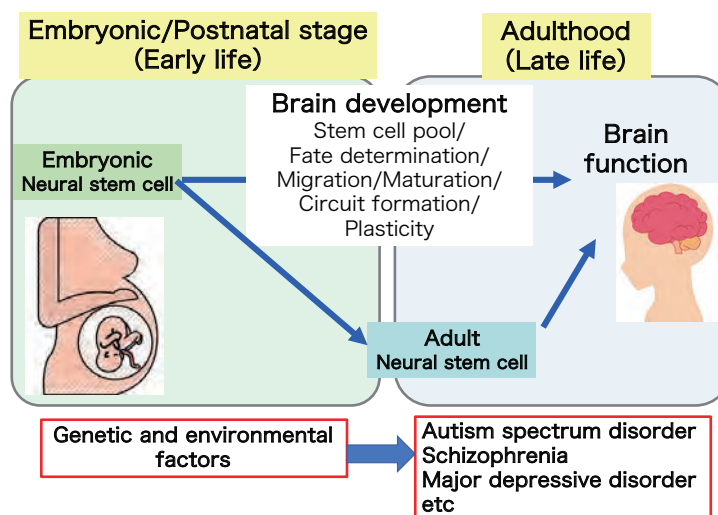 Embryonic/Postnatal stage
(Early life)
Adulthood
(Late life)
Brain development
Stem cell pool/
Fate determination/
Migration/Maturation/
Circuit formation/
Plasticity
Embryonic
Neural stem cell
Brain
function
Adult
Neural stem cell
Genetic and environmental
factors
Autism spectrum disorder
Schizophrenia
Major depressive disorder
etc